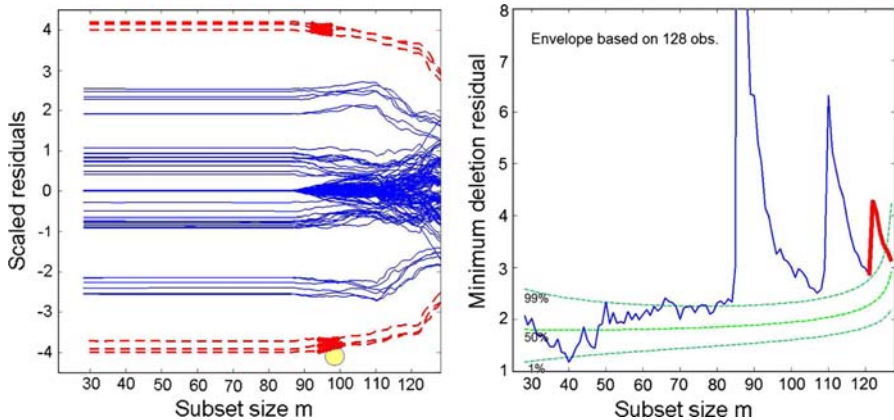 4
3
2
1
0
-1
-2
-3
-4
Scaled residuals
30 40 50 60 70 80 90 100 110 120
Subset size m
8
7
6
5
4
3
2
1
Minimum deletion residual
Envelope based on 128 obs.
99%
50%
1%
30 40 50 60 70 80 90 100 110 120
Subset size m